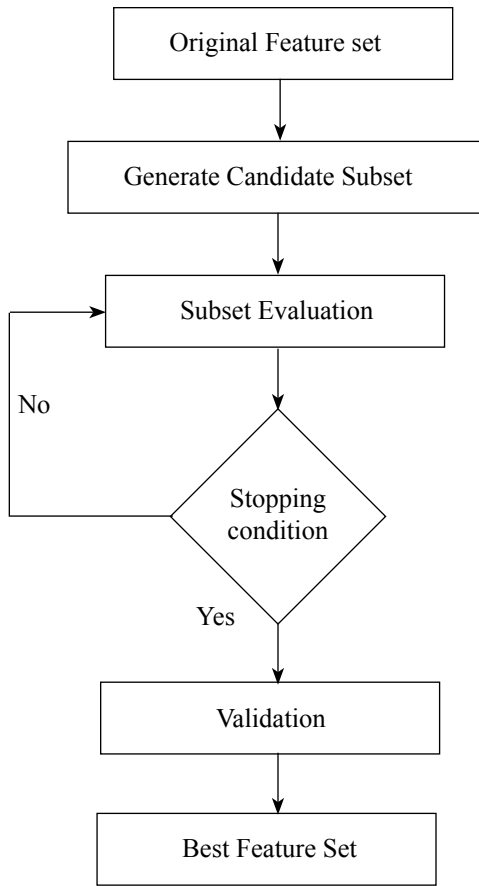 Original Feature set
Generate Candidate Subset
Subset Evaluation
No
Stopping
condition
Yes
Validation
Best Feature Set